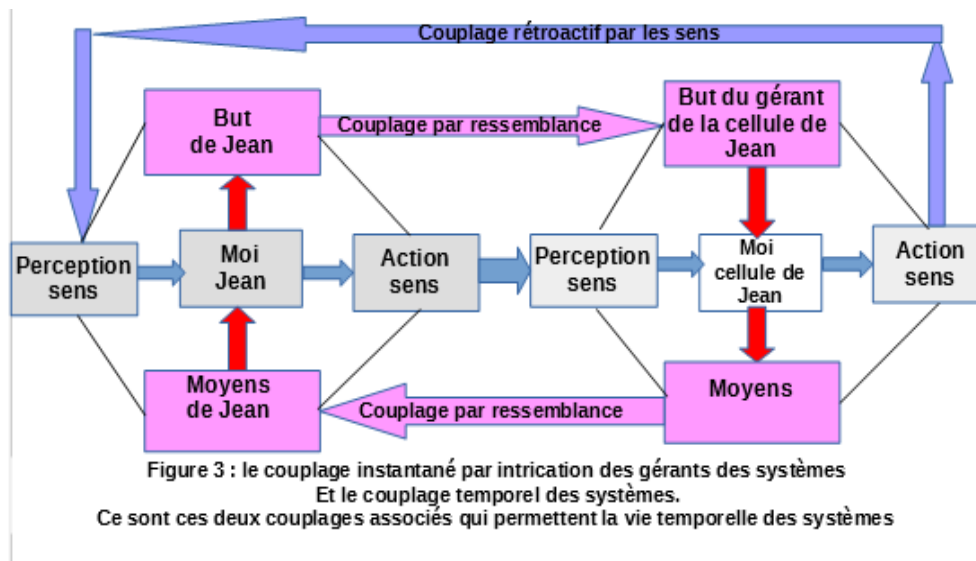 Couplage rétroactif par les sens
But
de Jean
Couplage par ressemblance
But du gérant
de la cellule de
Jean
Perception
sens
Moi
Jean
Action
sens
Perception
sens
Moi
cellule de
Jean
Action
sens
Moyens
de Jean
Couplage par ressemblance
Moyens
Figure 3 : le couplage instantané par intrication des gérants des systèmes
Et le couplage temporel des systèmes.
Ce sont ces deux couplages associés qui permettent la vie temporelle des systèmes